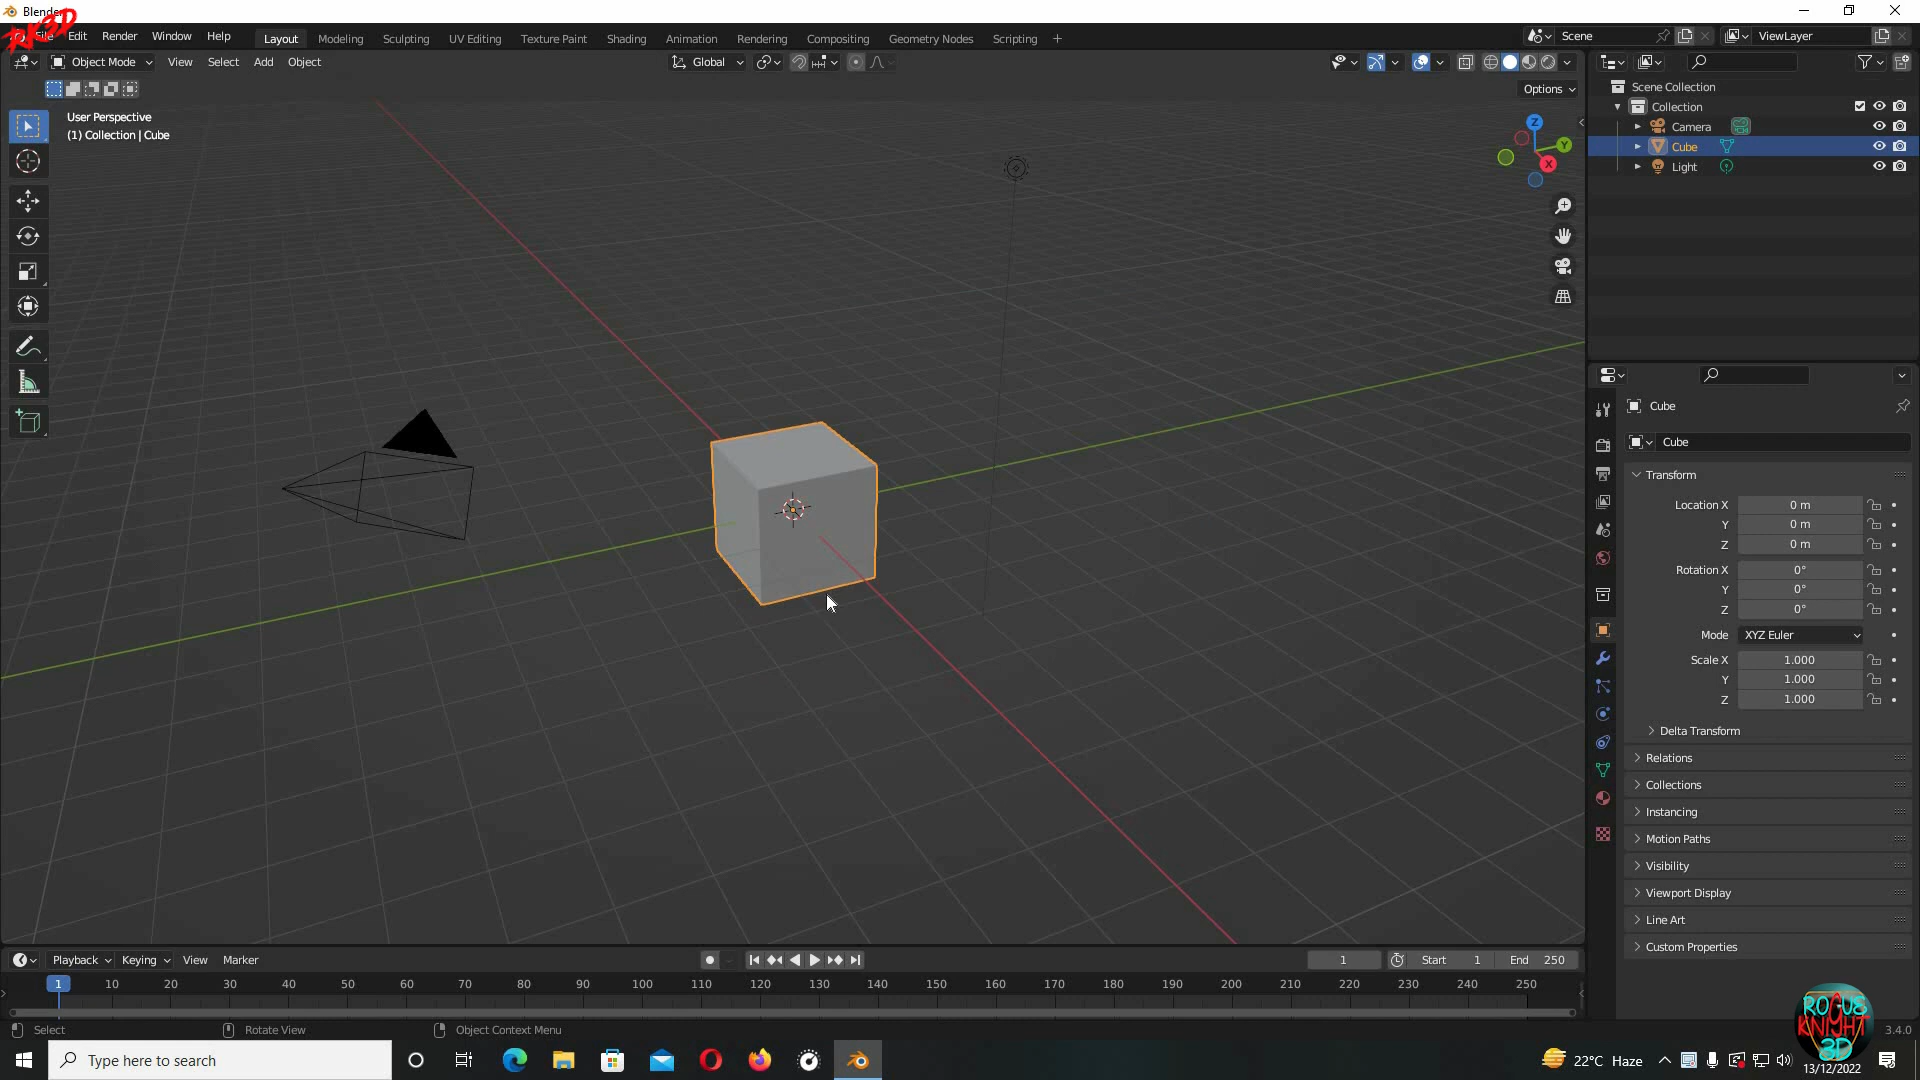 Blender
RK3D
File Edit Render Window Help
Layout Modeling Sculpting UV Editing Texture Paint Shading Animation Rendering Compositing Geometry Nodes Scripting +
Scene
ViewLayer
Object Mode View Select Add Object
Global
Options
User Perspective
(1) Collection | Cube
Z
Y
X
Scene Collection
Collection
Camera
Cube
Light
Cube
Cube
Transform
Location X 0 m
Y 0 m
Z 0 m
Rotation X 0°
Y 0°
Z 0°
Mode XYZ Euler
Scale X 1.000
Y 1.000
Z 1.000
Delta Transform
Relations
Collections
Instancing
Motion Paths
Visibility
Viewport Display
Line Art
Custom Properties
Playback Keying View Marker
1 Start 1 End 250
1 10 20 30 40 50 60 70 80 90 100 110 120 130 140 150 160 170 180 190 200 210 220 230 240 250
Select Rotate View Object Context Menu
3.4.0
ROGUE
KNIGHT
3D
Type here to search
22°C Haze
13/12/2022